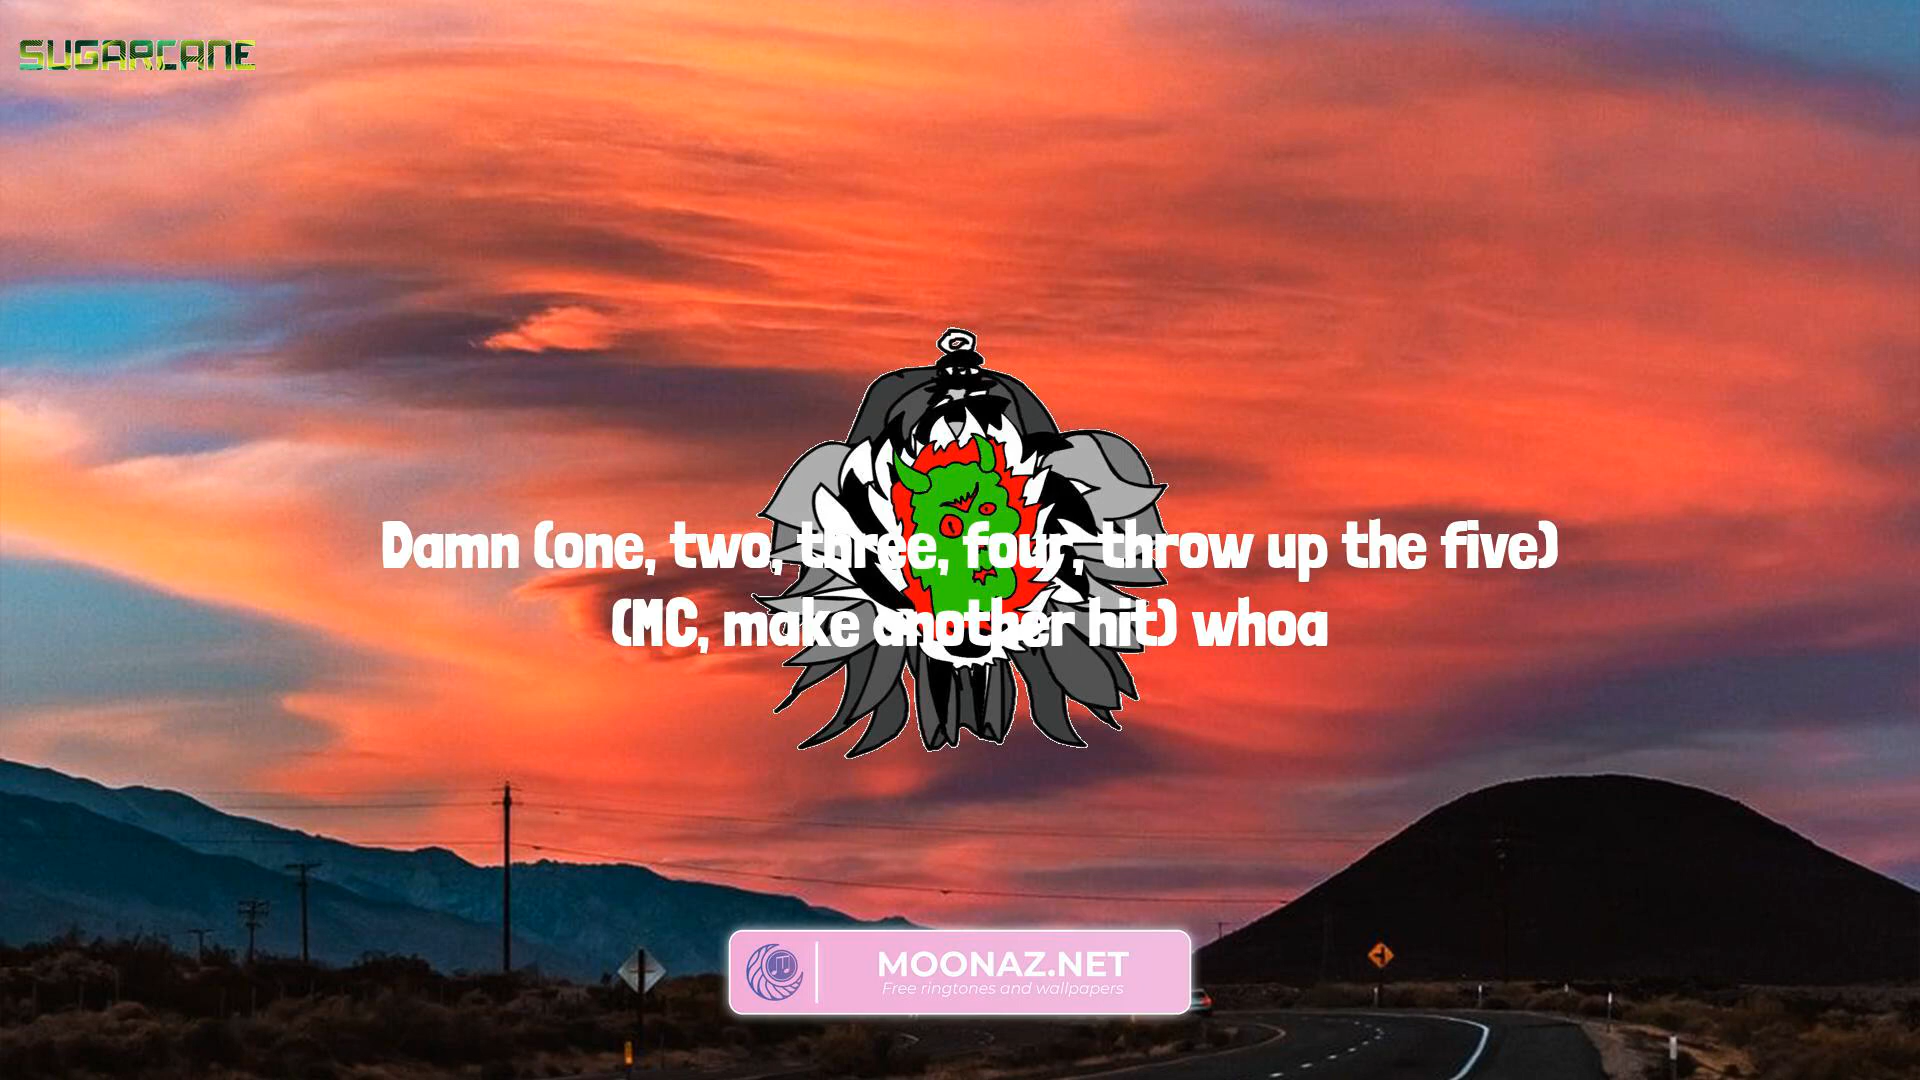 SUGARCANE
Damn (one, two, three, four, throw up the five)
(MC, make another hit) whoa
MOONAZ.NET
Free ringtones and wallpapers